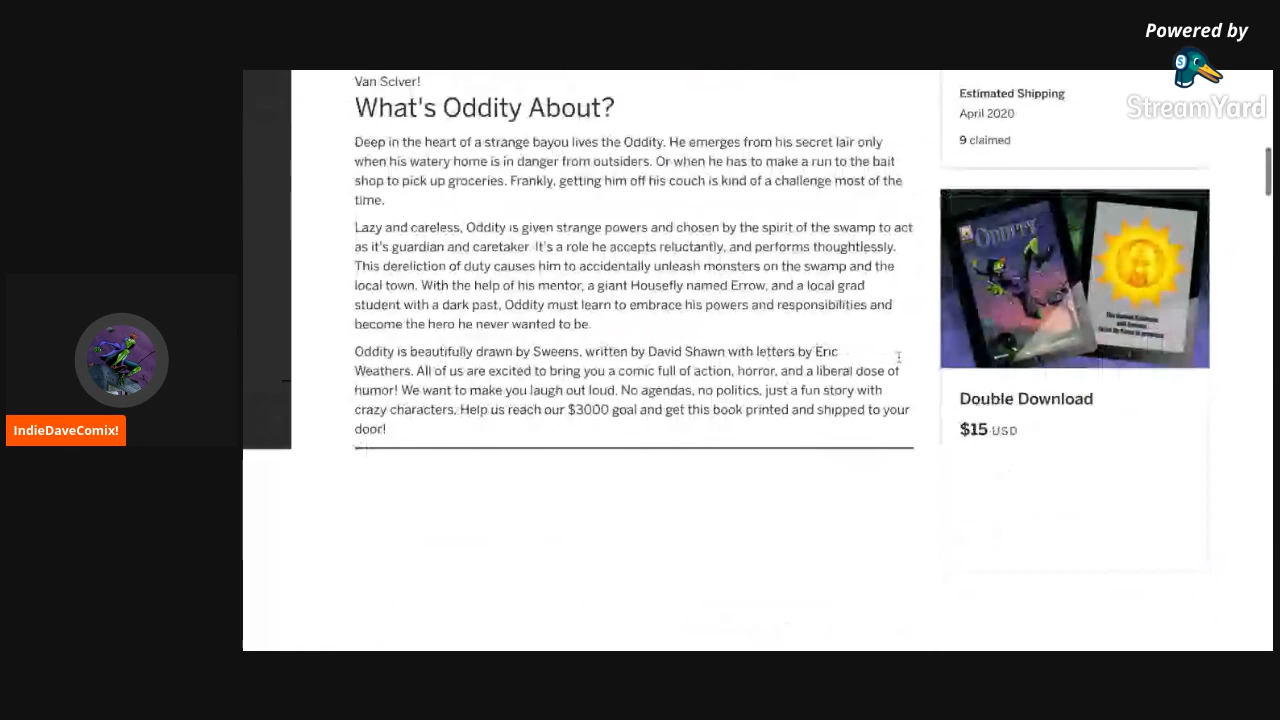 Powered by
StreamYard
Van Sciver!
What's Oddity About?
Deep in the heart of a strange bayou lives the Oddity. He emerges from his secret lair only
when his watery home is in danger from outsiders. Or when he has to make a run to the bait
shop to pick up groceries. Frankly, getting him off his couch is kind of a challenge most of the
time.
Lazy and careless, Oddity is given strange powers and chosen by the spirit of the swamp to act
as it's guardian and caretaker It's a role he accepts reluctantly, and performs thoughtlessly.
This dereliction of duty causes him to accidentally unleash monsters on the swamp and the
local town. With the help of his mentor, a giant Housefly named Errow, and a local grad
student with a dark past, Oddity must learn to embrace his powers and responsibilities and
become the hero he never wanted to be.
Oddity is beautifully drawn by Sweens, written by David Shawn with letters by Eric
Weathers. All of us are excited to bring you a comic full of action, horror, and a liberal dose of
humor! We want to make you laugh out loud. No agendas, no politics, just a fun story with
crazy characters. Help us reach our $3000 goal and get this book printed and shipped to your
door!
Estimated Shipping
April 2020
9 claimed
ODDITY
Double Download
$15 USD
IndieDaveComix!